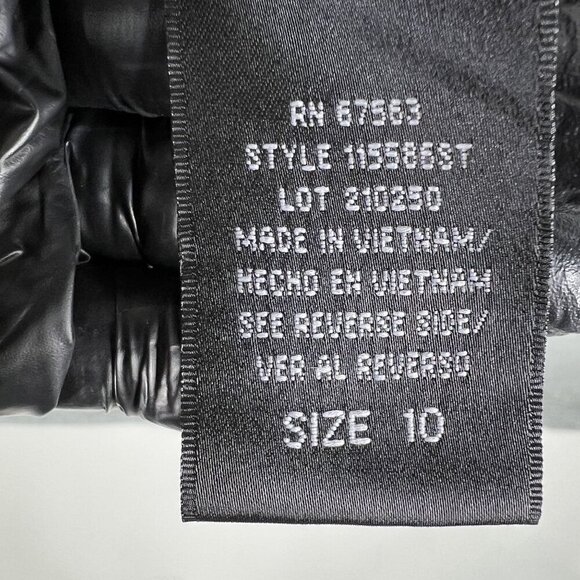 RN 67563
STYLE 115586ST
LOT 210250
MADE IN VIETNAM/
HECHO EN VIETNAM
SEE REVERSE SIDE/
VER AL REVERSO
SIZE 10